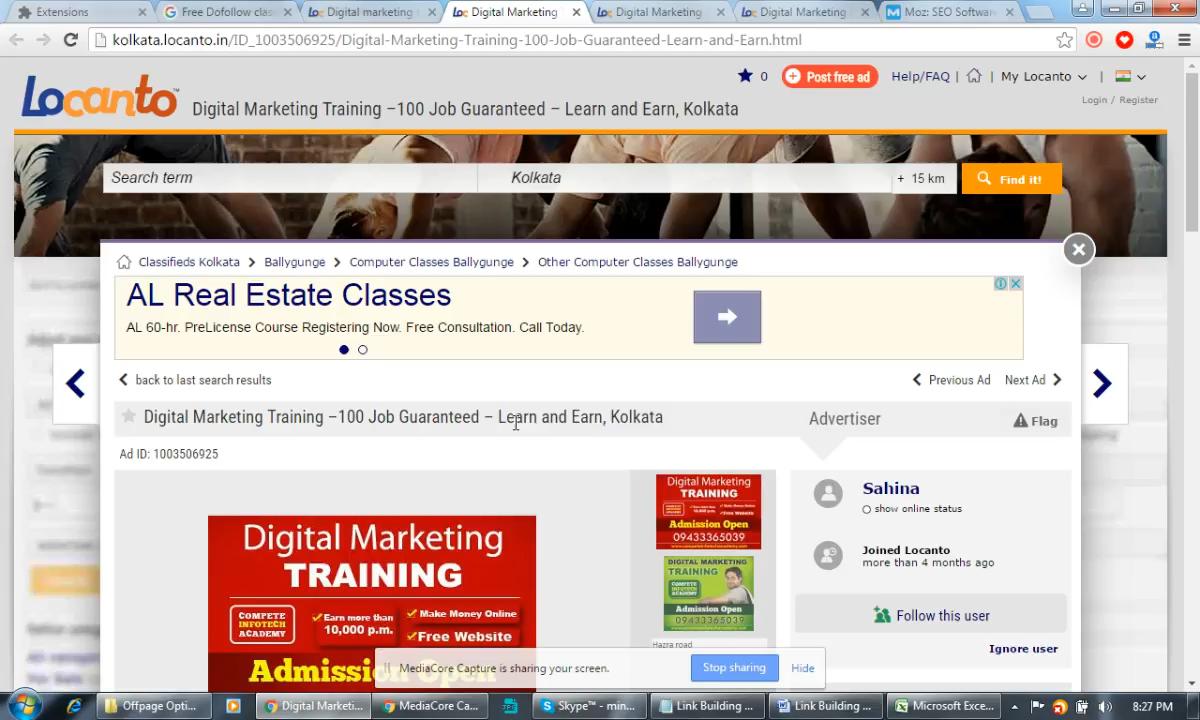 Extensions
Free Dofollow clas
Loc Digital marketing
Loc Digital Marketing
Loc Digital Marketing
Loc Digital Marketing
M Moz: SEO Softwar
kolkata.locanto.in/ID_1003506925/Digital-Marketing-Training-100-Job-Guaranteed-Learn-and-Earn.html
Locanto™
Digital Marketing Training –100 Job Guaranteed – Learn and Earn, Kolkata
0
Post free ad
Help/FAQ |
| My Locanto
|
Login / Register
Search term
Kolkata
+ 15 km
Find it!
Classifieds Kolkata
Ballygunge
Computer Classes Ballygunge
Other Computer Classes Ballygunge
AL Real Estate Classes
AL 60-hr. PreLicense Course Registering Now. Free Consultation. Call Today.
back to last search results
Previous Ad
Next Ad
Digital Marketing Training –100 Job Guaranteed – Learn and Earn, Kolkata
Advertiser
Flag
Ad ID: 1003506925
Digital Marketing
TRAINING
COMPETE
INFOTECH
ACADEMY
Earn more than
10,000 p.m.
Make Money Online
Free Website
Admissi
Digital Marketing
TRAINING
Admission Open
09433365039
DIGITAL MARKETING
TRAINING
Admission Open
09433365039
Hazra road
Sahina
show online status
Joined Locanto
more than 4 months ago
Follow this user
Ignore user
MediaCore Capture is sharing your screen.
Stop sharing
Hide
Offpage Opti...
Digital Marketi...
MediaCore Ca...
Skype™ - min...
Link Building ...
Link Building ...
Microsoft Exce...
8:27 PM